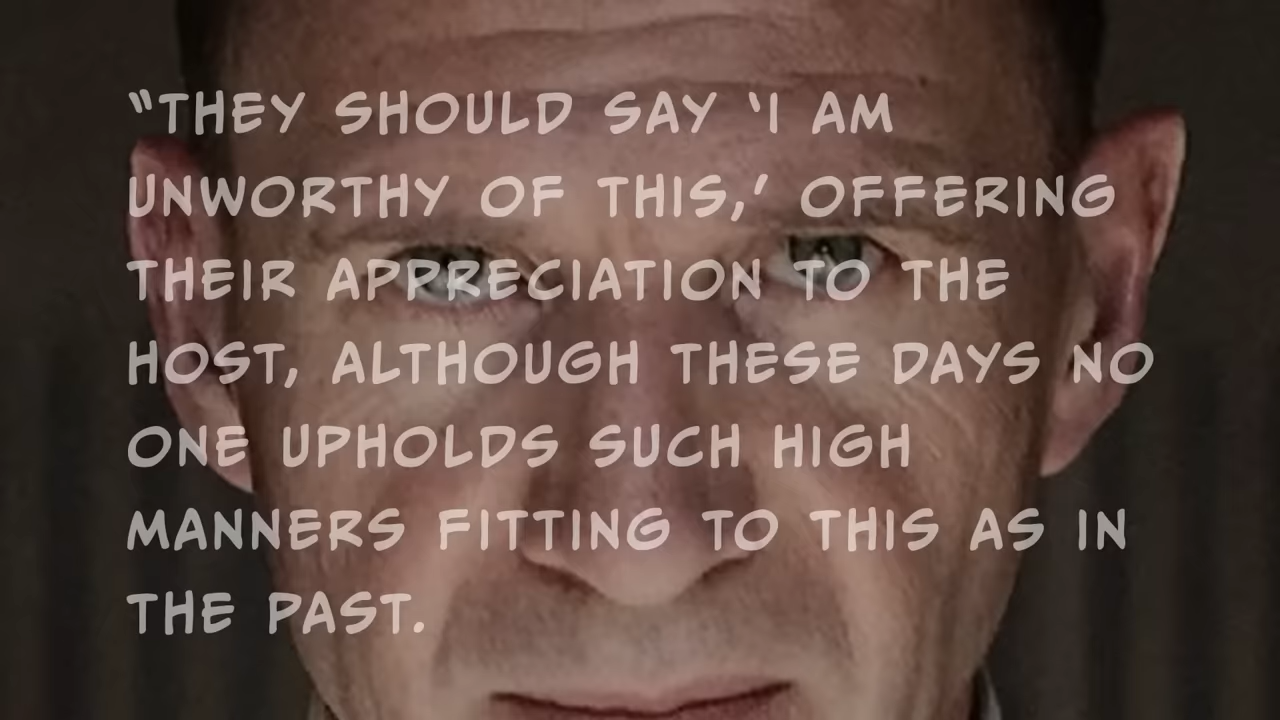 “THEY SHOULD SAY ‘I AM
UNWORTHY OF THIS,’ OFFERING
THEIR APPRECIATION TO THE
HOST, ALTHOUGH THESE DAYS NO
ONE UPHOLDS SUCH HIGH
MANNERS FITTING TO THIS AS IN
THE PAST.